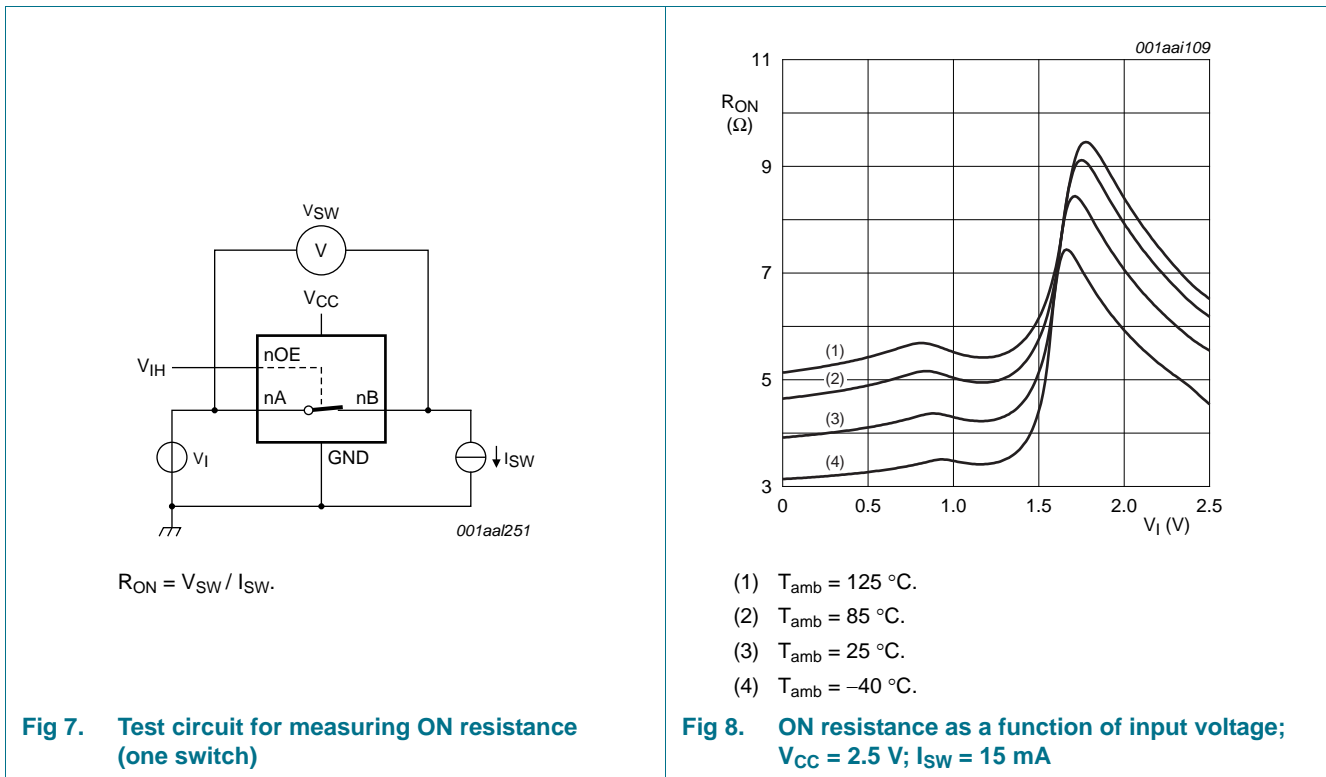 VSW
V
VCC
VIH
nOE
nA
nB
VI
GND
ISW
001aal251
RON = VSW / ISW.
Fig 7. Test circuit for measuring ON resistance
(one switch)
001aai109
RON
(Ω)
11
9
7
5
3
(1)
(2)
(3)
(4)
0
0.5
1.0
1.5
2.0
2.5
VI (V)
(1) Tamb = 125 °C.
(2) Tamb = 85 °C.
(3) Tamb = 25 °C.
(4) Tamb = −40 °C.
Fig 8. ON resistance as a function of input voltage;
VCC = 2.5 V; ISW = 15 mA